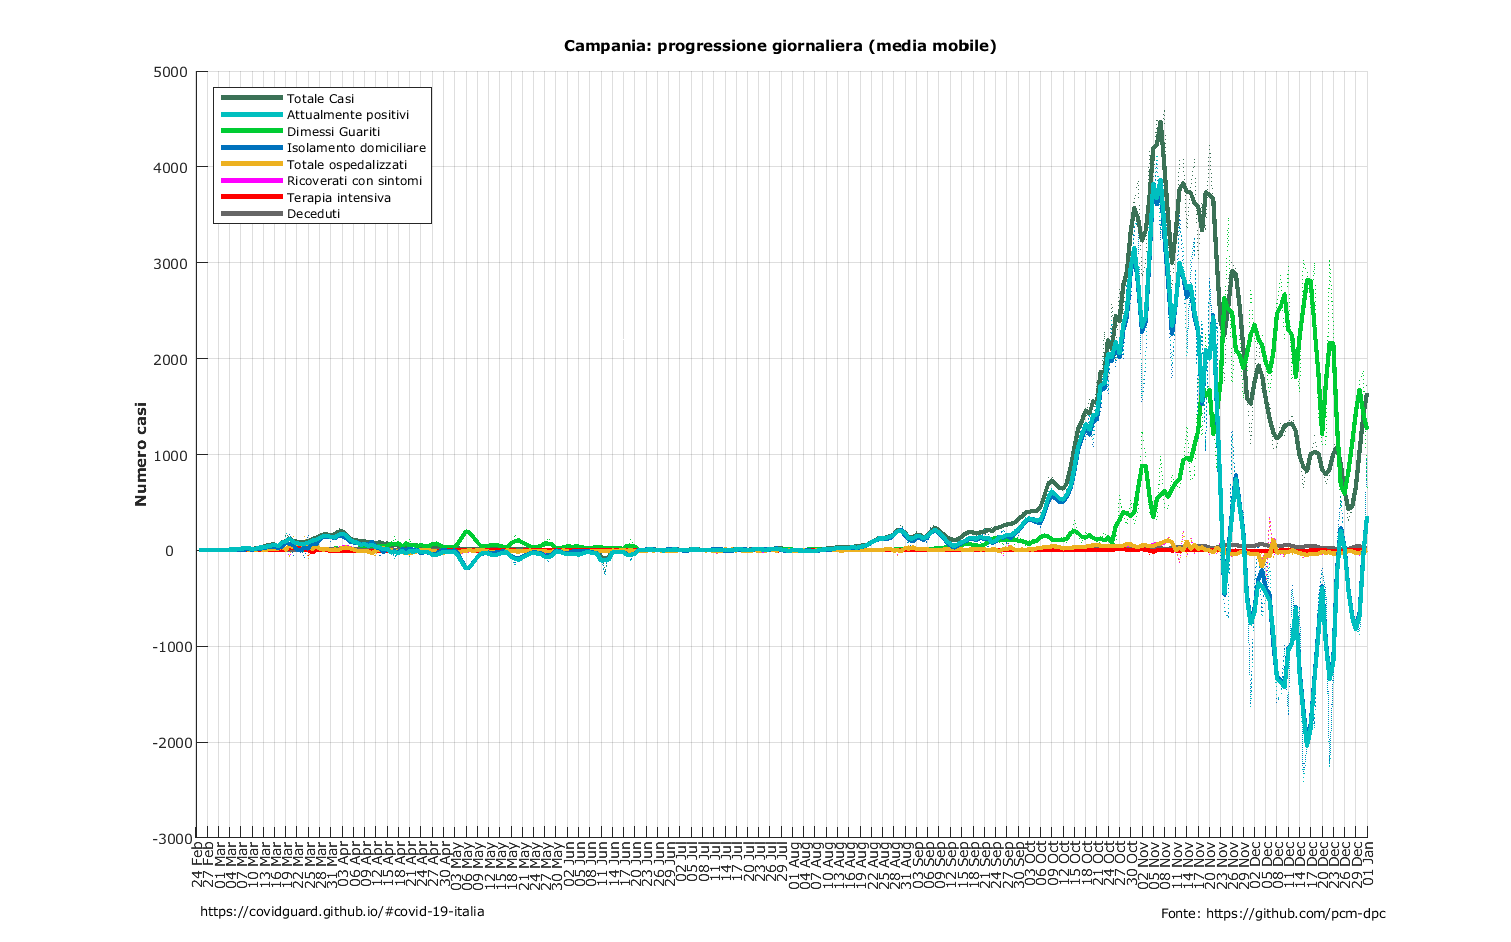 Campania: progressione giornaliera (media mobile)
5000
4000
3000
2000
1000
0
-1000
-2000
-3000
Numero casi
Totale Casi
Attualmente positivi
Dimessi Guariti
Isolamento domiciliare
Totale ospedalizzati
Ricoverati con sintomi
Terapia intensiva
Deceduti
24 Feb
27 Feb
01 Mar
04 Mar
07 Mar
10 Mar
13 Mar
16 Mar
19 Mar
22 Mar
25 Mar
28 Mar
31 Mar
03 Apr
06 Apr
09 Apr
12 Apr
15 Apr
18 Apr
21 Apr
24 Apr
27 Apr
30 Apr
03 May
06 May
09 May
12 May
15 May
18 May
21 May
24 May
27 May
30 May
02 Jun
05 Jun
08 Jun
11 Jun
14 Jun
17 Jun
20 Jun
23 Jun
26 Jun
29 Jun
02 Jul
05 Jul
08 Jul
11 Jul
14 Jul
17 Jul
20 Jul
23 Jul
26 Jul
29 Jul
01 Aug
04 Aug
07 Aug
10 Aug
13 Aug
16 Aug
19 Aug
22 Aug
25 Aug
28 Aug
31 Aug
03 Sep
06 Sep
09 Sep
12 Sep
15 Sep
18 Sep
21 Sep
24 Sep
27 Sep
30 Sep
03 Oct
06 Oct
09 Oct
12 Oct
15 Oct
18 Oct
21 Oct
24 Oct
27 Oct
30 Oct
02 Nov
05 Nov
08 Nov
11 Nov
14 Nov
17 Nov
20 Nov
23 Nov
26 Nov
29 Nov
02 Dec
05 Dec
08 Dec
11 Dec
14 Dec
17 Dec
20 Dec
23 Dec
26 Dec
29 Dec
01 Jan
https://covidguard.github.io/#covid-19-italia
Fonte: https://github.com/pcm-dpc